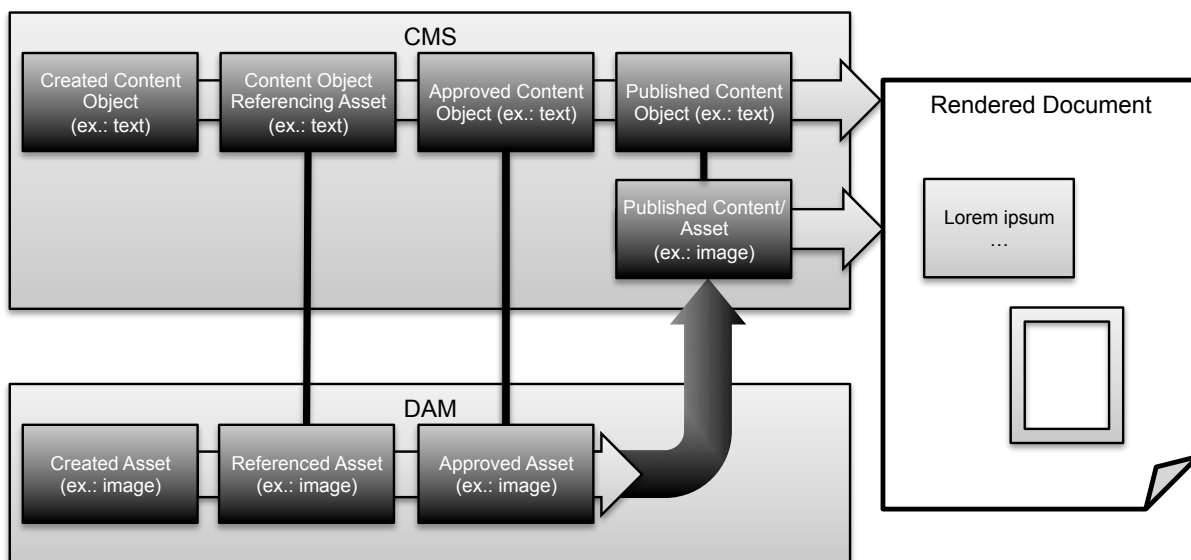 CMS
Created Content
Object
(ex.: text)
Content Object
Referencing Asset
(ex.: text)
Approved Content
Object (ex.: text)
Published Content
Object (ex.: text)
Published Content/
Asset
(ex.: image)
Rendered Document
Lorem ipsum
…
DAM
Created Asset
(ex.: image)
Referenced Asset
(ex.: image)
Approved Asset
(ex.: image)